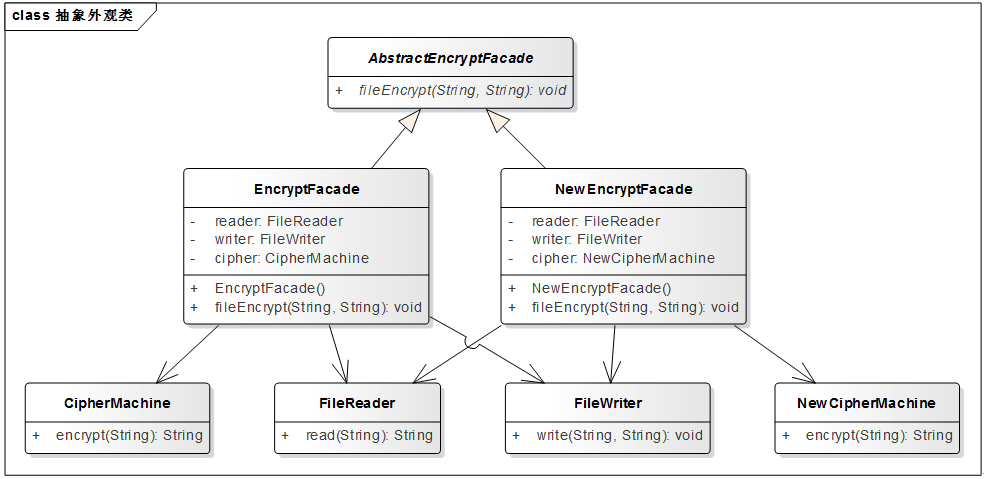 class 抽象外观类
AbstractEncryptFacade
+ fileEncrypt(String, String): void
EncryptFacade
- reader: FileReader
- writer: FileWriter
- cipher: CipherMachine
+ EncryptFacade()
+ fileEncrypt(String, String): void
NewEncryptFacade
- reader: FileReader
- writer: FileWriter
- cipher: NewCipherMachine
+ NewEncryptFacade()
+ fileEncrypt(String, String): void
CipherMachine
+ encrypt(String): String
FileReader
+ read(String): String
FileWriter
+ write(String, String): void
NewCipherMachine
+ encrypt(String): String